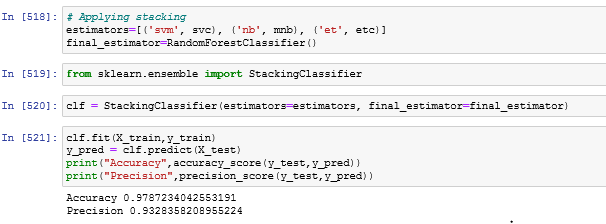 In [518]: # Applying stacking
estimators=[('svm', svc), ('nb', mnb), ('et', etc)]
final_estimator=RandomForestClassifier()
In [519]: from sklearn.ensemble import StackingClassifier
In [520]: clf = StackingClassifier(estimators=estimators, final_estimator=final_estimator)
In [521]: clf.fit(X_train,y_train)
y_pred = clf.predict(X_test)
print("Accuracy",accuracy_score(y_test,y_pred))
print("Precision",precision_score(y_test,y_pred))
Accuracy 0.9787234042553191
Precision 0.9328358208955224